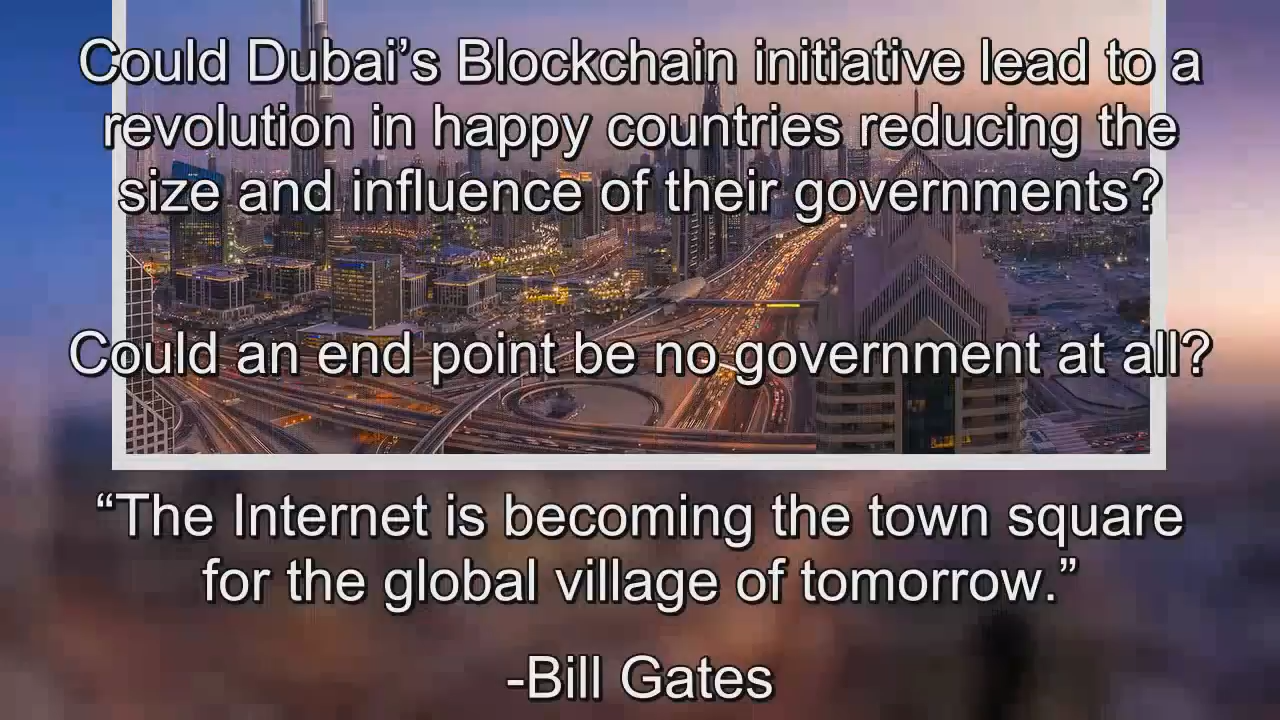 Could Dubai’s Blockchain initiative lead to a
revolution in happy countries reducing the
size and influence of their governments?
Could an end point be no government at all?
“The Internet is becoming the town square
for the global village of tomorrow.”
-Bill Gates